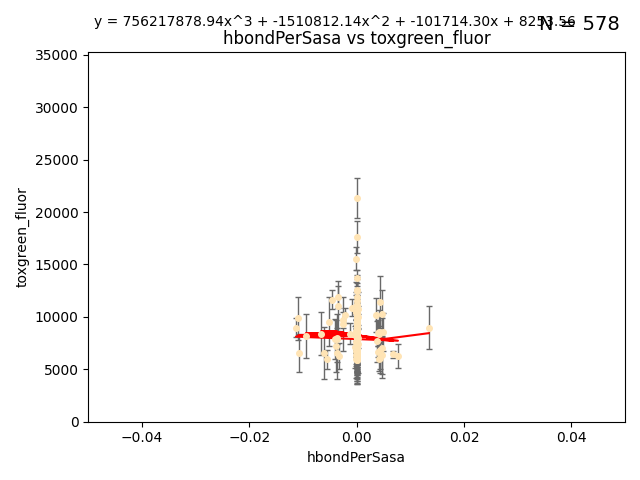 y = 756217878.94x^3 + -1510812.14x^2 + -101714.30x + 8253.56
N = 578
hbondPerSasa vs toxgreen_fluor
35000
30000
25000
20000
15000
10000
5000
0
toxgreen_fluor
−0.04
−0.02
0.00
0.02
0.04
hbondPerSasa